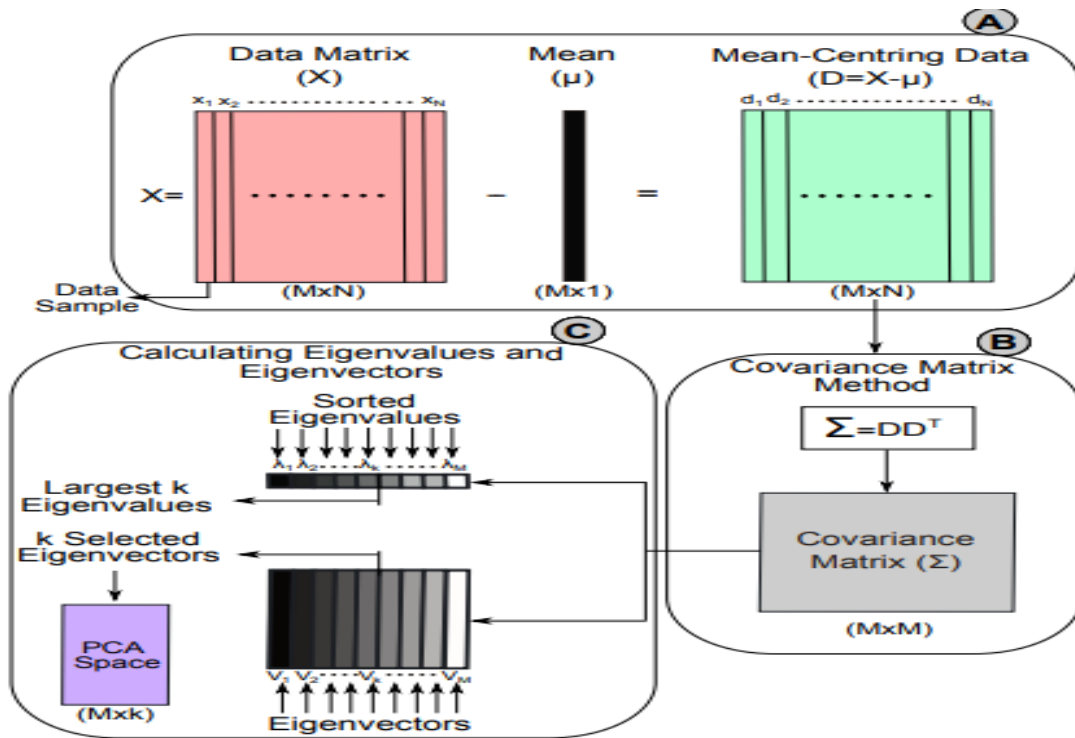 A
Data Matrix
(X)
Mean
(μ)
Mean-Centring Data
(D=X-μ)
x₁ x₂ xN
d₁ d₂ dN
X=
-
=
Data
Sample
(MxN)
(Mx1)
(MxN)
B
Covariance Matrix
Method
Σ=DDᵀ
Covariance
Matrix (Σ)
(MxM)
C
Calculating Eigenvalues and
Eigenvectors
Sorted
Eigenvalues
λ₁ λ₂ λk λM
Largest k
Eigenvalues
k Selected
Eigenvectors
PCA
Space
(Mxk)
V₁ V₂ Vk VM
Eigenvectors